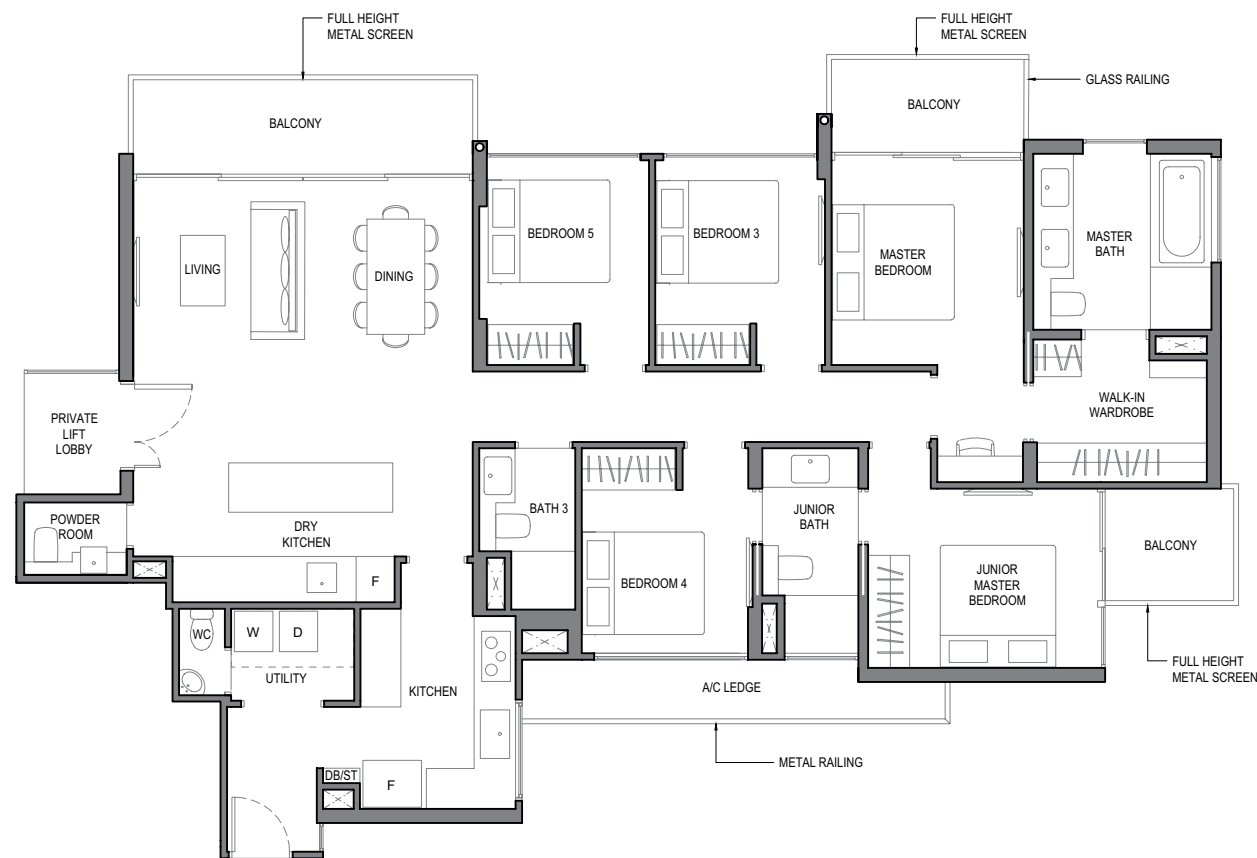 FULL HEIGHT
METAL SCREEN
FULL HEIGHT
METAL SCREEN
GLASS RAILING
BALCONY
BALCONY
BEDROOM 5
BEDROOM 3
MASTER
BATH
LIVING
DINING
MASTER
BEDROOM
PRIVATE
LIFT
LOBBY
WALK-IN
WARDROBE
POWDER
ROOM
DRY
KITCHEN
BATH 3
JUNIOR
BATH
BALCONY
F
BEDROOM 4
JUNIOR
MASTER
BEDROOM
WC
W
D
UTILITY
KITCHEN
A/C LEDGE
FULL HEIGHT
METAL SCREEN
METAL RAILING
DB/ST
F